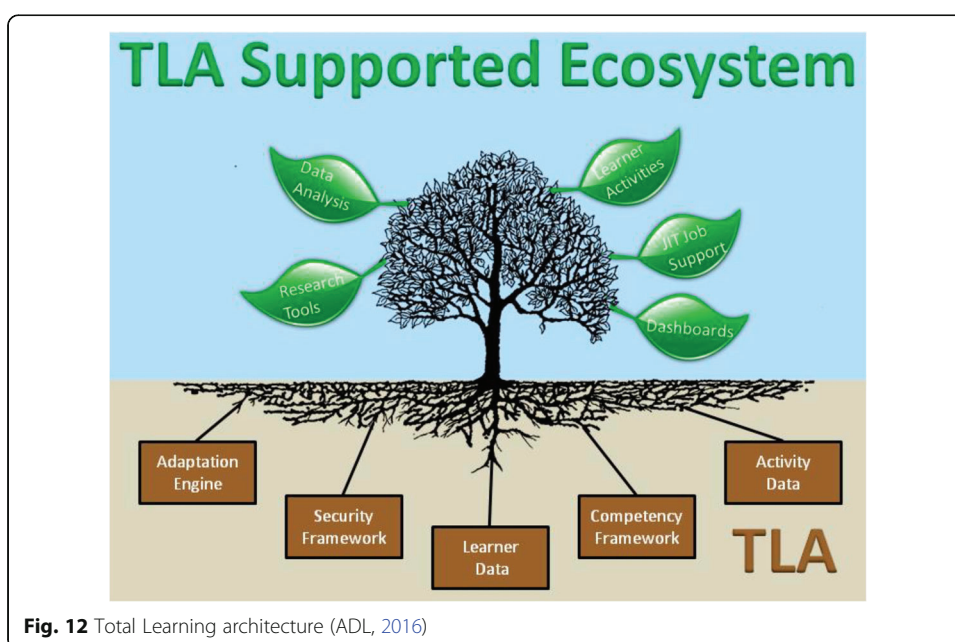 TLA Supported Ecosystem
Data
Analysis
Learner
Activities
Research
Tools
JIT Job
Support
Dashboards
Adaptation
Engine
Security
Framework
Learner
Data
Competency
Framework
Activity
Data
TLA
Fig. 12 Total Learning architecture (ADL, 2016)